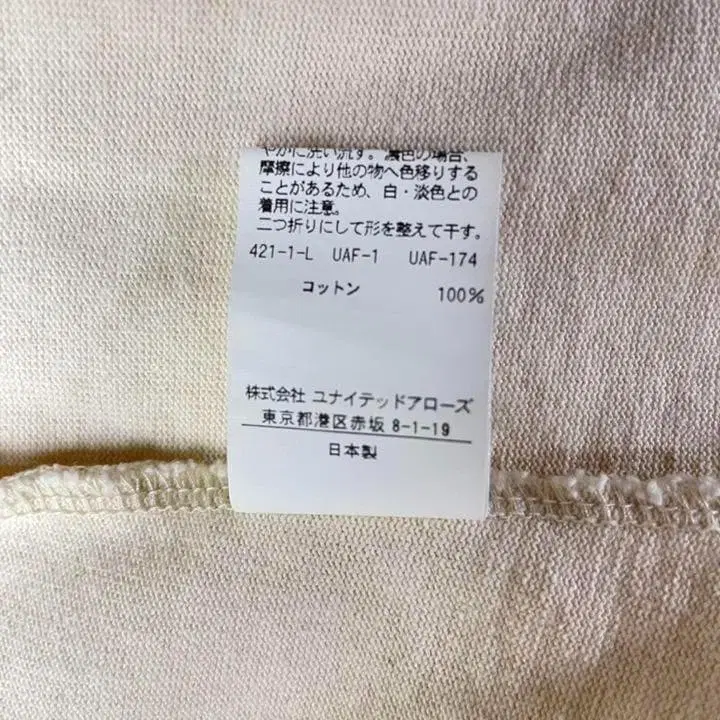 やかに洗い流す。濃色の場合、
摩擦により他の物へ色移りする
ことがあるため、白・淡色との
着用に注意。
二つ折りにして形を整えて干す。
421-1-L UAF-1 UAF-174
コットン 100%
株式会社 ユナイテッドアローズ
東京都港区赤坂 8-1-19
日本製